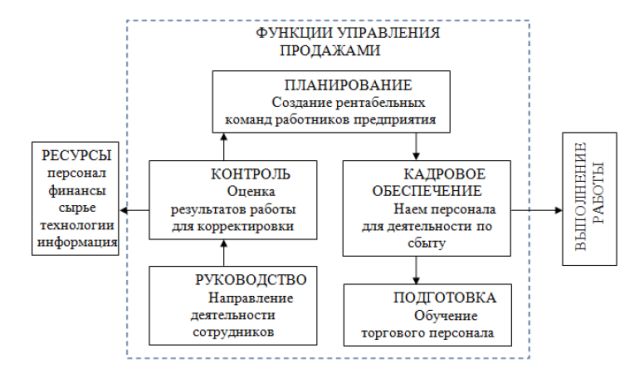 ФУНКЦИИ УПРАВЛЕНИЯ
ПРОДАЖАМИ
ПЛАНИРОВАНИЕ
Создание рентабельных
команд работников предприятия
РЕСУРСЫ
персонал
финансы
сырье
технологии
информация
КОНТРОЛЬ
Оценка
результатов работы
для корректировки
КАДРОВОЕ
ОБЕСПЕЧЕНИЕ
Наем персонала
для деятельности по
сбыту
ВЫПОЛНЕНИЕ
РАБОТЫ
РУКОВОДСТВО
Направление
деятельности
сотрудников
ПОДГОТОВКА
Обучение
торгового персонала